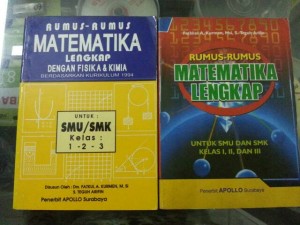 RUMUS-RUMUS
MATEMATIKA
LENGKAP
DENGAN FISIKA & KIMIA
BERDASARKAN KURIKULUM 1994
UNTUK :
SMU/SMK
Kelas :
1 - 2 - 3
Penerbit APOLLO Surabaya
RUMUS-RUMUS
MATEMATIKA
LENGKAP
UNTUK SMU DAN SMK
KELAS I, II, DAN III
Penerbit APOLLO Surabaya